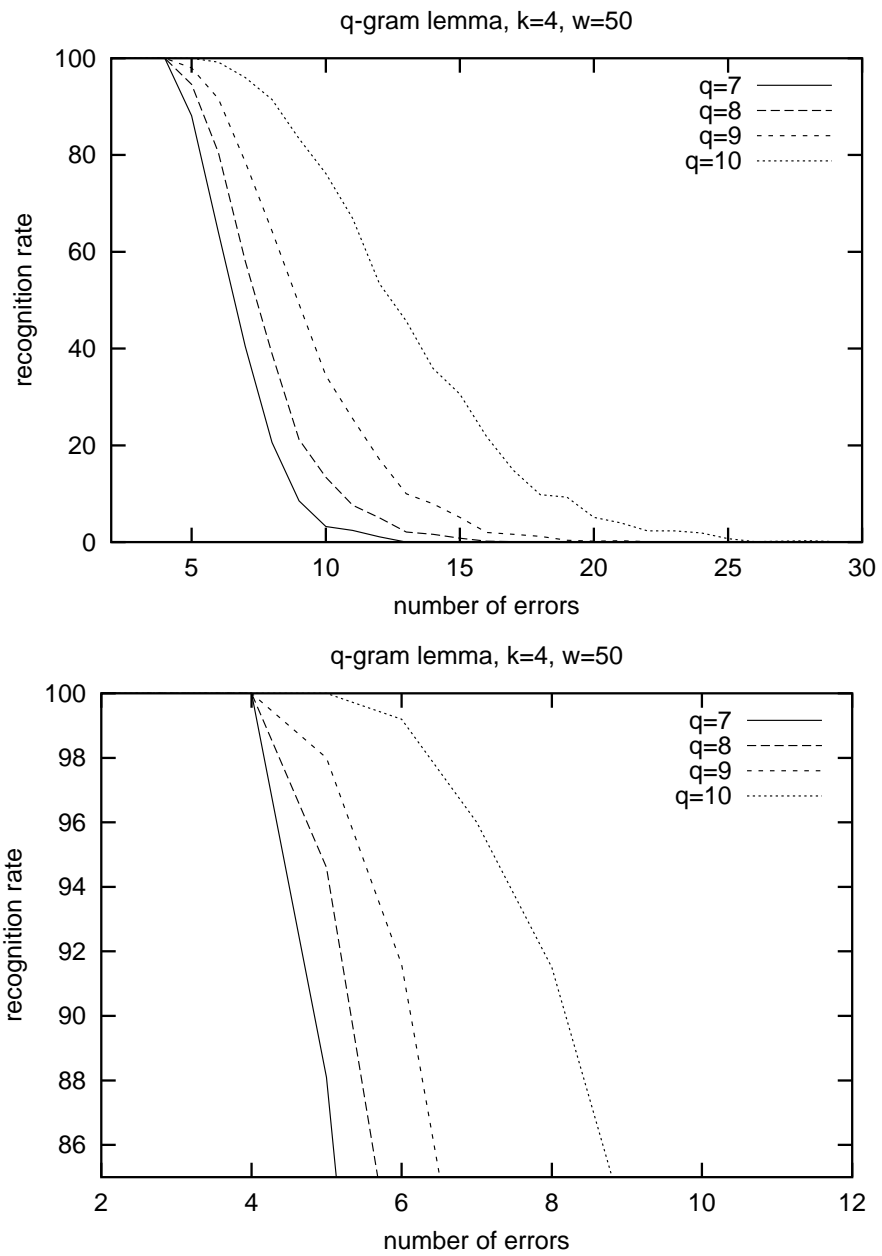 q-gram lemma, k=4, w=50
100
80
60
40
20
0
recognition rate
q=7
q=8
q=9
q=10
5 10 15 20 25 30
number of errors
q-gram lemma, k=4, w=50
100
98
96
94
92
90
88
86
recognition rate
q=7
q=8
q=9
q=10
2 4 6 8 10 12
number of errors